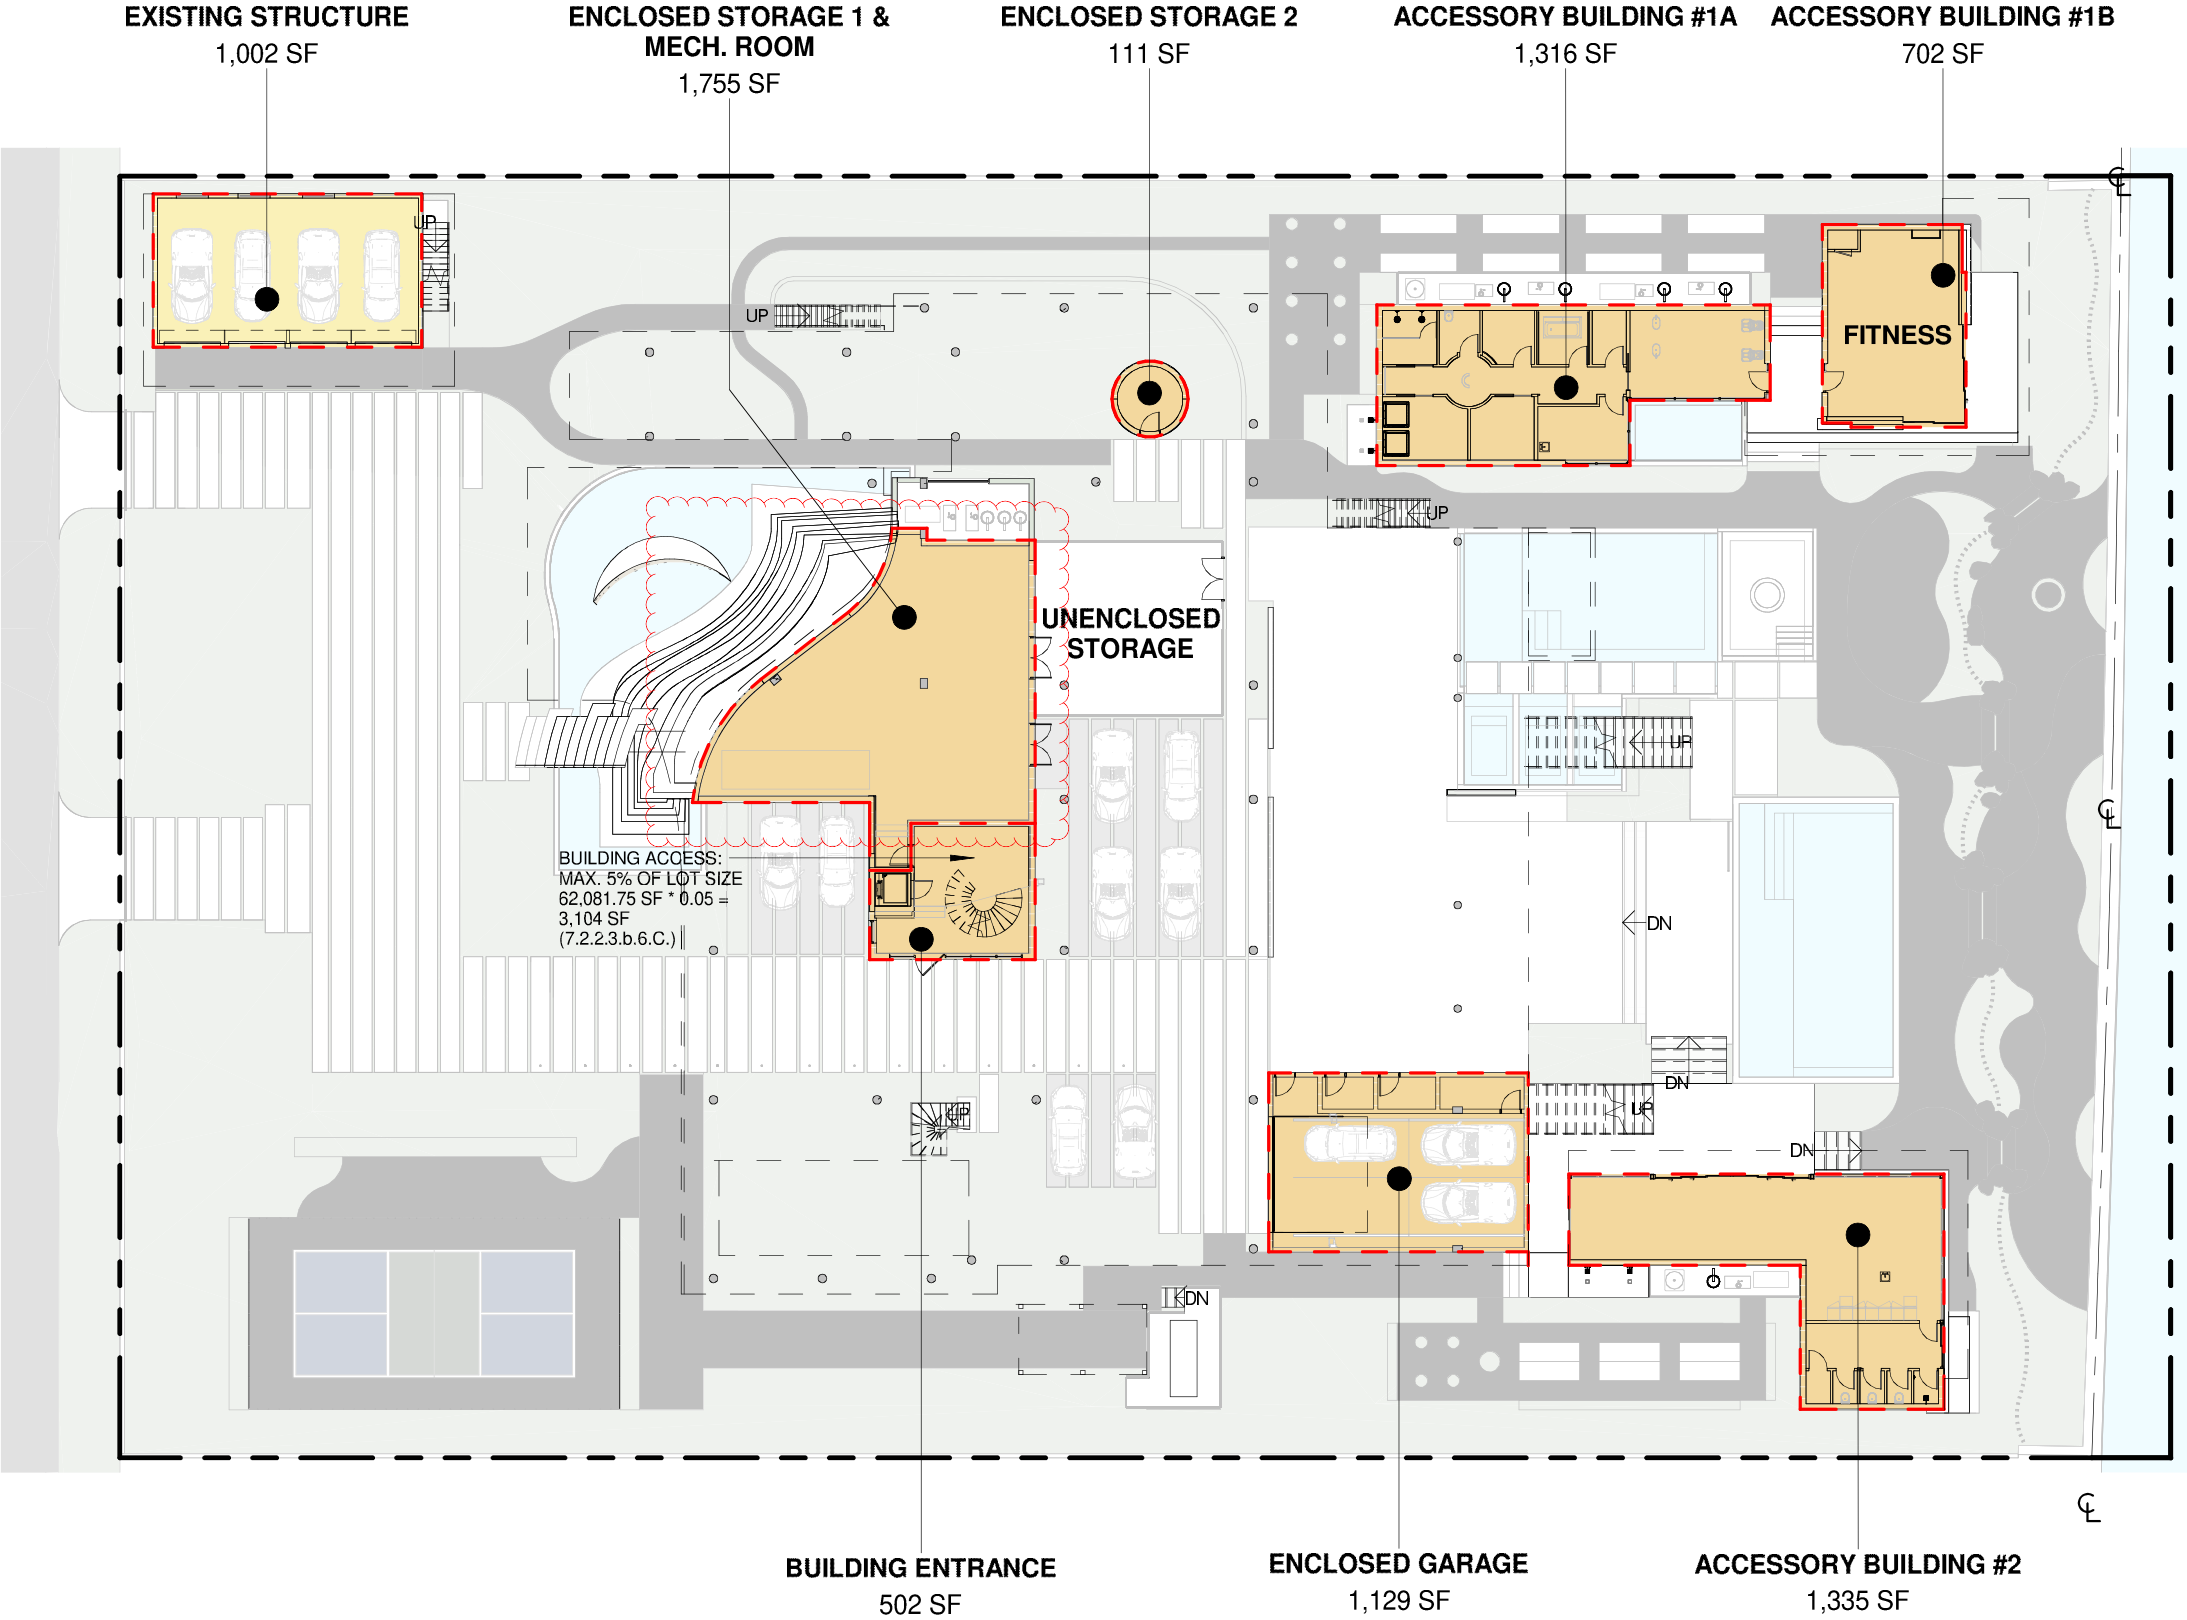 EXISTING STRUCTURE
1,002 SF
ENCLOSED STORAGE 1 &
MECH. ROOM
1,755 SF
ENCLOSED STORAGE 2
111 SF
ACCESSORY BUILDING #1A
1,316 SF
ACCESSORY BUILDING #1B
702 SF
UP
UP
FITNESS
UP
UNENCLOSED
STORAGE
UP
BUILDING ACCESS:
MAX. 5% OF LOT SIZE
62,081.75 SF * 0.05 =
3,104 SF
(7.2.2.3.b.6.C.)
DN
DN
UP
UP
DN
DN
BUILDING ENTRANCE
502 SF
ENCLOSED GARAGE
1,129 SF
ACCESSORY BUILDING #2
1,335 SF